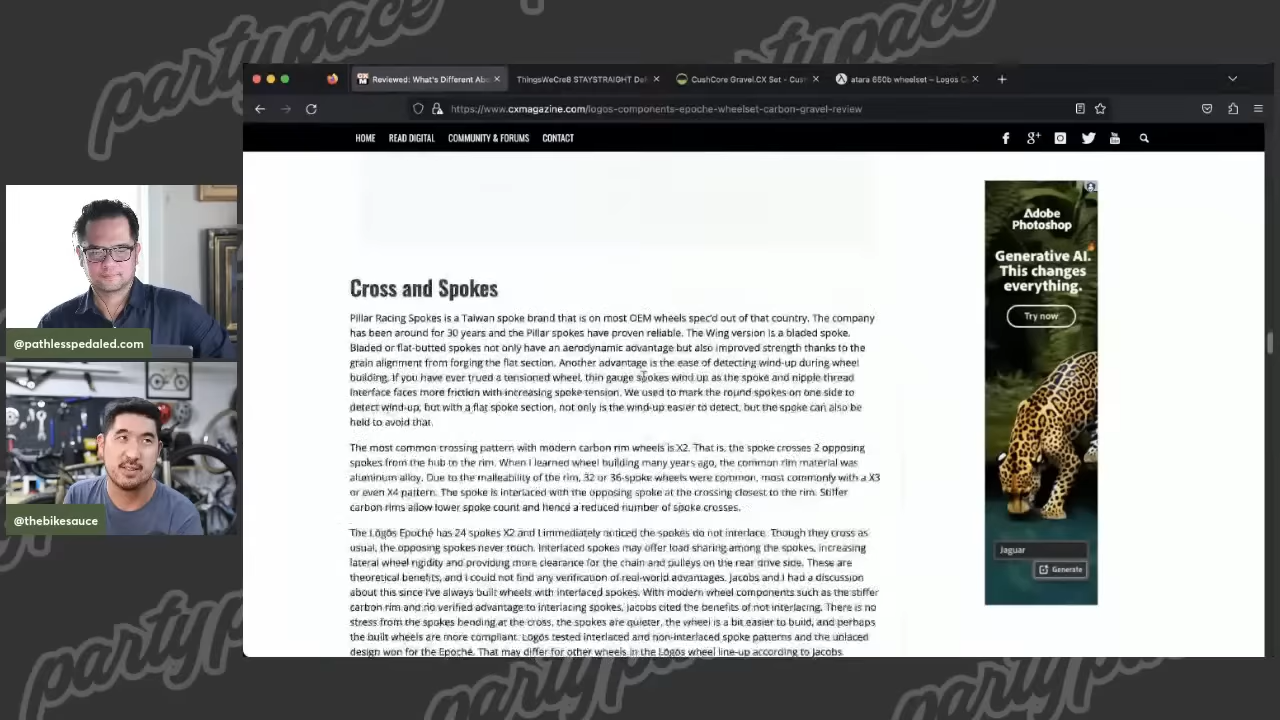 partypace
partypace
partypace
Reviewed: What's Different Abo
ThingsWeCre8 STAYSTRAIGHT De
CushCore Gravel.CX Set - Cus
atara 650b wheelset – Logos C
https://www.cxmagazine.com/logos-components-epoche-wheelset-carbon-gravel-review
HOME READ DIGITAL COMMUNITY & FORUMS CONTACT
Adobe
Photoshop
Generative AI.
This changes
everything.
Try now
Jaguar
Generate
Cross and Spokes
Pillar Racing Spokes is a Taiwan spoke brand that is on most OEM wheels spec'd out of that country. The company
has been around for 30 years and the Pillar spokes have proven reliable. The Wing version is a bladed spoke.
Bladed or flat-butted spokes not only have an aerodynamic advantage but also improved strength thanks to the
grain alignment from forging the flat section. Another advantage is the ease of detecting wind-up during wheel
building. If you have ever trued a tensioned wheel, thin gauge spokes wind up as the spoke and nipple thread
interface faces more friction with increasing spoke tension. We used to mark the round spokes on one side to
detect wind-up, but with a flat spoke section, not only is the wind-up easier to detect, but the spoke can also be
held to avoid that.
The most common crossing pattern with modern carbon rim wheels is X2. That is, the spoke crosses 2 opposing
spokes from the hub to the rim. When I learned wheel building many years ago, the common rim material was
aluminum alloy. Due to the malleability of the rim, 32 or 36-spoke wheels were common, most commonly with a X3
or even X4 pattern. The spoke is interlaced with the opposing spoke at the crossing closest to the rim. Stiffer
carbon rims allow lower spoke count and hence a reduced number of spoke crosses.
The Logos Epoché has 24 spokes X2 and I immediately noticed the spokes do not interlace. Though they cross as
usual, the opposing spokes never touch. Interlaced spokes may offer load sharing among the spokes, increasing
lateral wheel rigidity and providing more clearance for the chain and pulleys on the rear drive side. These are
theoretical benefits, and I could not find any verification of real-world advantages. Jacobs and I had a discussion
about this since I've always built wheels with interlaced spokes. With modern wheel components such as the stiffer
carbon rim and no verified advantage to interlacing spokes, Jacobs cited the benefits of not interlacing. There is no
stress from the spokes bending at the cross, the spokes are quieter, the wheel is a bit easier to build, and perhaps
the built wheels are more compliant. Logos tested interlaced and non-interlaced spoke patterns and the unlaced
design won for the Epoché. That may differ for other wheels in the Logos wheel line-up according to Jacobs.
@pathlesspedaled.com
@thebikesauce
partypace
partypace
partypace